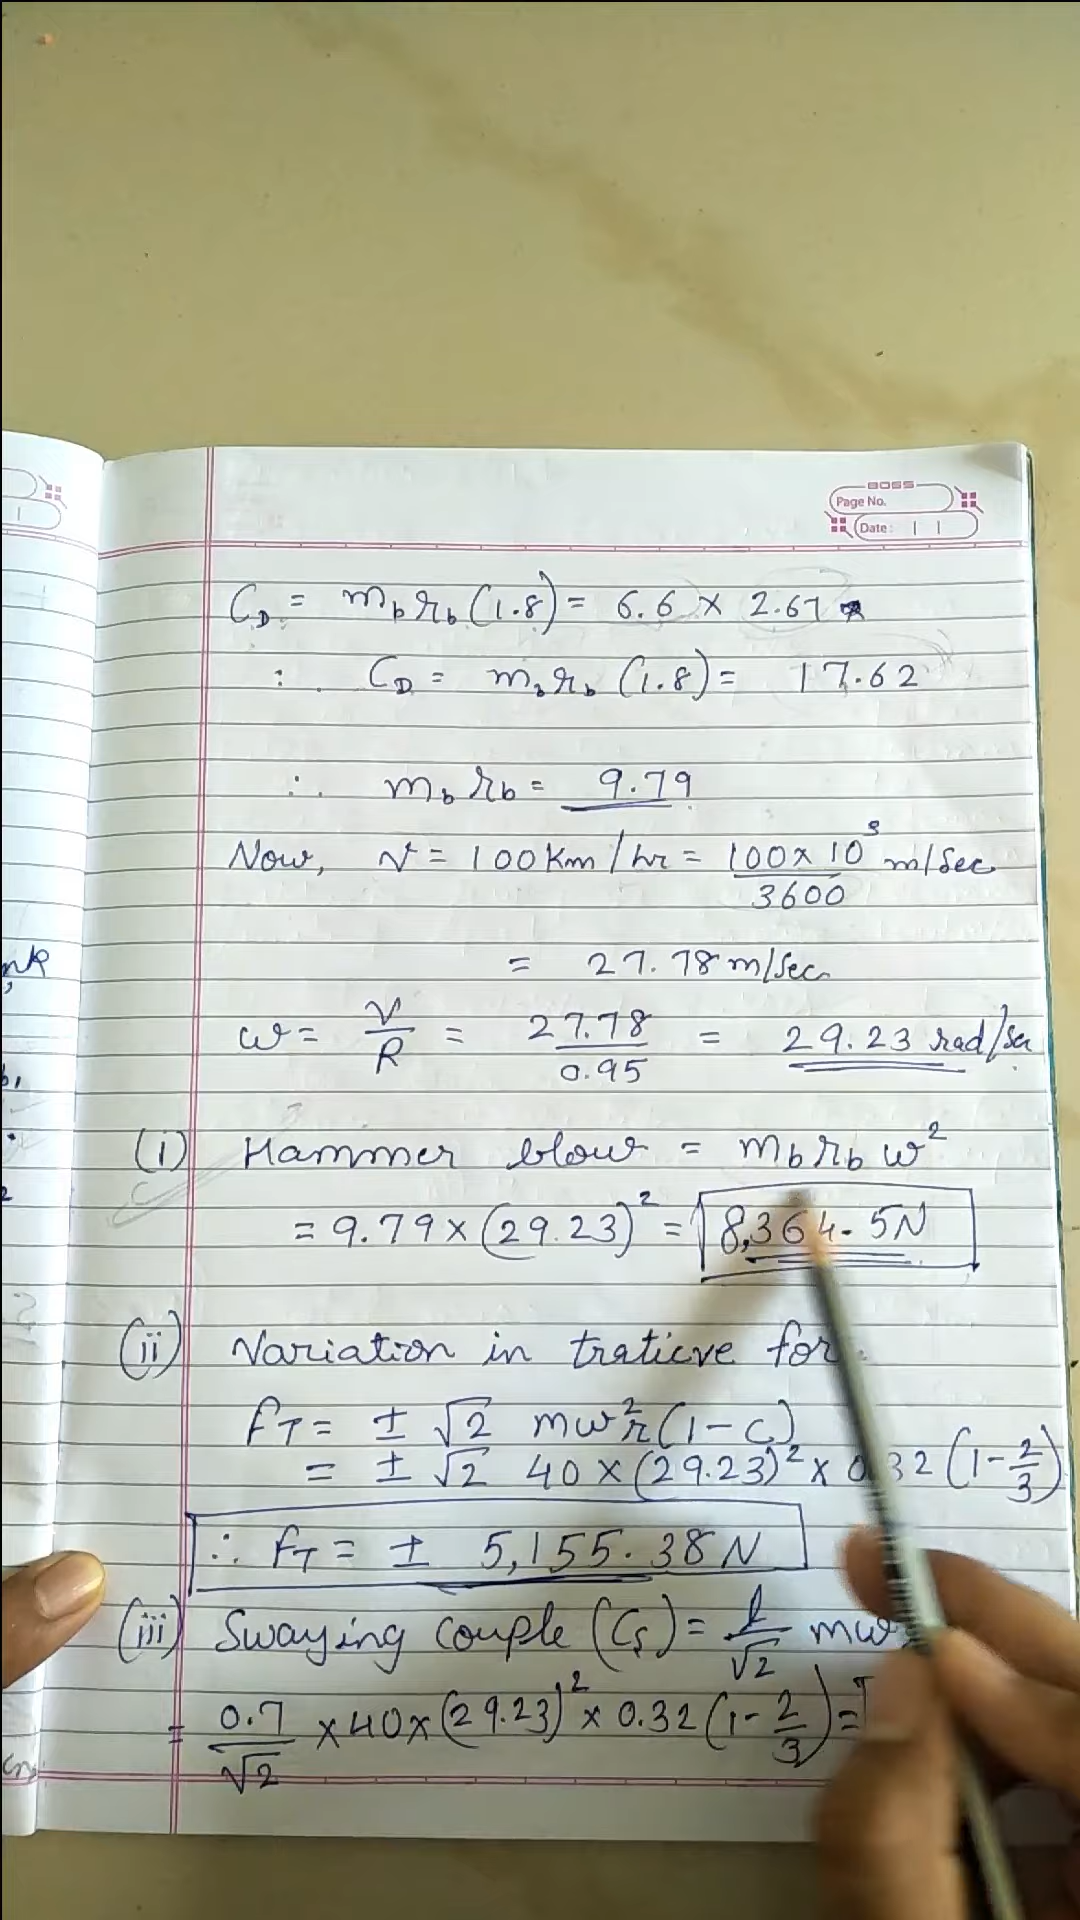 BOSS
Page No.
Date: | |
C_D = m_b r_b (1.8) = 6.6 × 2.67
∴ C_D = m_b r_b (1.8) = 17.62
∴ m_b r_b = 9.79
Now, v = 100 Km/hr = 100 × 10³ / 3600 m/sec
= 27.78 m/sec
ω = V/R = 27.78/0.95 = 29.23 rad/sec
(i) Hammer blow = m_b r_b ω²
= 9.79 × (29.23)² = 8,364.5 N
(ii) Variation in traticve for
F_T = ± √2 mω²r (1 - c)
= ± √2 40 × (29.23)² × 0.32 (1 - 2/3)
∴ F_T = ± 5,155.38 N
(iii) Swaying couple (C_s) = l/√2 mω
= 0.7/√2 × 40 × (29.23)² × 0.32 (1 - 2/3) =